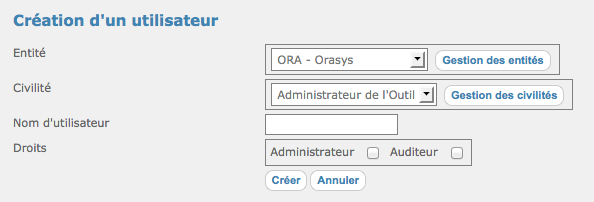 Création d'un utilisateur
Entité ORA - Orasys Gestion des entités
Civilité Administrateur de l'Outil Gestion des civilités
Nom d'utilisateur
Droits Administrateur Auditeur
Créer Annuler